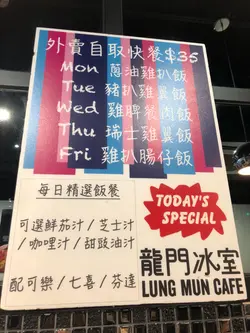 外賣自取快餐$35
Mon 蔥油雞扒飯
Tue 豬扒雞翼飯
Wed 雞髀餐肉飯
Thu 瑞士雞翼飯
Fri 雞扒腸仔飯
每日精選飯餐
可選鮮茄汁/芝士汁
/咖喱汁/甜豉油汁
配可樂/七喜/芬達
TODAY'S
SPECIAL
龍門冰室
LUNG MUN CAFE